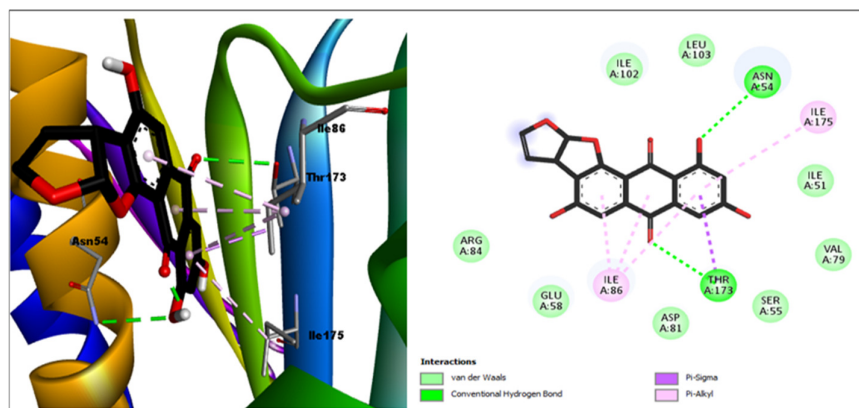 Ile86
Thr173
Asn54
Ile175
LEU
A:103
ILE
A:102
ASN
A:54
ILE
A:175
ILE
A:51
VAL
A:79
ARG
A:84
THR
A:173
ILE
A:86
GLU
A:58
SER
A:55
ASP
A:81
Interactions
van der Waals
Conventional Hydrogen Bond
Pi-Sigma
Pi-Alkyl